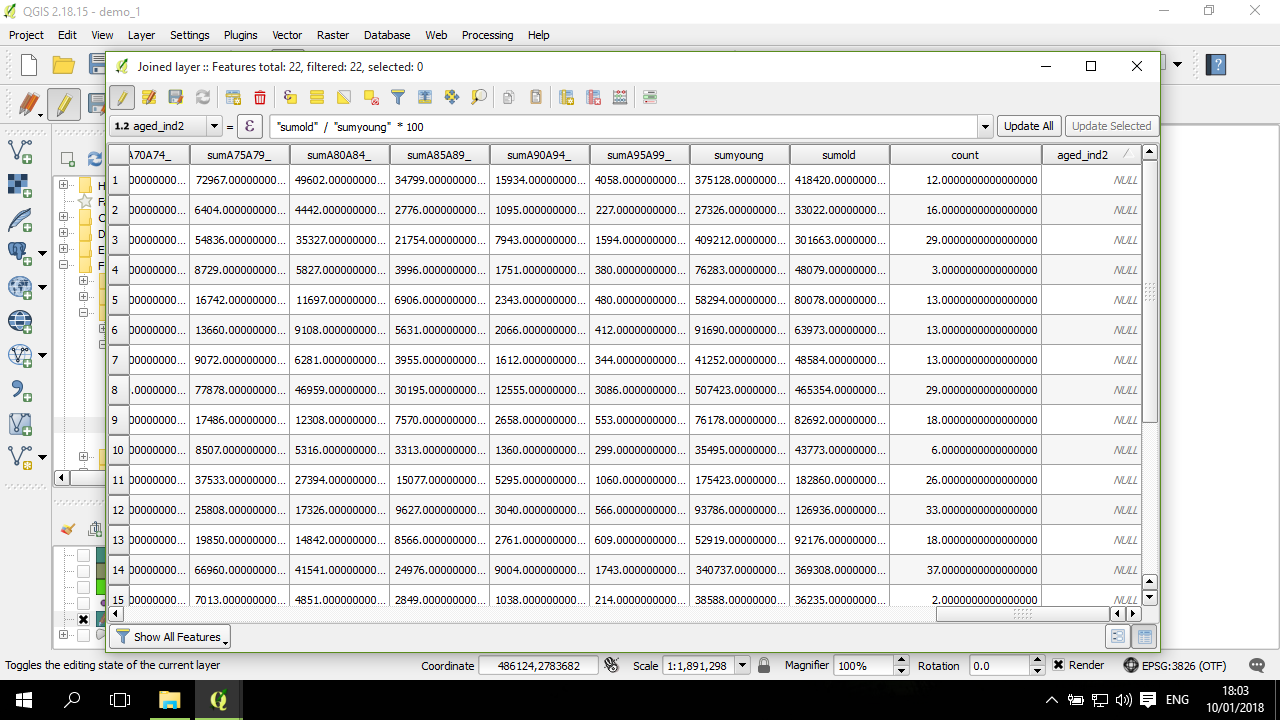 QGIS 2.18.15 - demo_1
Project Edit View Layer Settings Plugins Vector Raster Database Web Processing Help
Joined layer :: Features total: 22, filtered: 22, selected: 0
1.2 aged_ind2 = ε "sumold" / "sumyoung" * 100 Update All Update Selected
A70A74_ sumA75A79_ sumA80A84_ sumA85A89_ sumA90A94_ sumA95A99_ sumyoung sumold count aged_ind2
1 00000000... 72967.00000000... 49602.0000000... 34799.0000000... 15934.0000000... 4058.000000000... 375128.0000000... 418420.0000000... 12.0000000000000000 NULL
2 00000000... 6404.000000000... 4442.000000000... 2776.000000000... 1095.000000000... 227.0000000000... 27326.00000000... 33022.00000000... 16.0000000000000000 NULL
3 00000000... 54836.00000000... 35327.0000000... 21754.0000000... 7943.000000000... 1594.000000000... 409212.0000000... 301663.0000000... 29.0000000000000000 NULL
4 00000000... 8729.000000000... 5827.000000000... 3996.000000000... 1751.000000000... 380.0000000000... 76283.00000000... 48079.00000000... 3.0000000000000000 NULL
5 00000000... 16742.00000000... 11697.0000000... 6906.000000000... 2343.000000000... 480.0000000000... 58294.00000000... 80078.00000000... 13.0000000000000000 NULL
6 00000000... 13660.00000000... 9108.000000000... 5631.000000000... 2066.000000000... 412.0000000000... 91690.00000000... 63973.00000000... 13.0000000000000000 NULL
7 00000000... 9072.000000000... 6281.000000000... 3955.000000000... 1612.000000000... 344.0000000000... 41252.00000000... 48584.00000000... 13.0000000000000000 NULL
8 .00000000... 77878.00000000... 46959.0000000... 30195.0000000... 12555.0000000... 3086.000000000... 507423.0000000... 465354.0000000... 29.0000000000000000 NULL
9 00000000... 17486.00000000... 12308.0000000... 7570.000000000... 2658.000000000... 553.0000000000... 76178.00000000... 82692.00000000... 18.0000000000000000 NULL
10 00000000... 8507.000000000... 5316.000000000... 3313.000000000... 1360.000000000... 299.0000000000... 35495.00000000... 43773.00000000... 6.0000000000000000 NULL
11 00000000... 37533.00000000... 27394.0000000... 15077.0000000... 5295.000000000... 1060.000000000... 175423.0000000... 182860.0000000... 26.0000000000000000 NULL
12 00000000... 25808.00000000... 17326.0000000... 9627.000000000... 3040.000000000... 566.0000000000... 93786.00000000... 126936.0000000... 33.0000000000000000 NULL
13 00000000... 19850.00000000... 14842.0000000... 8566.000000000... 2761.000000000... 609.0000000000... 52919.00000000... 92176.00000000... 18.0000000000000000 NULL
14 00000000... 66960.00000000... 41541.0000000... 24976.0000000... 9004.000000000... 1743.000000000... 340737.0000000... 369308.0000000... 37.0000000000000000 NULL
15 00000000... 7013.000000000... 4851.000000000... 2849.000000000... 1038.000000000... 214.0000000000... 38588.00000000... 36235.00000000... 2.0000000000000000 NULL
Show All Features
Toggles the editing state of the current layer Coordinate 486124,2783682 Scale 1:1,891,298 Magnifier 100% Rotation 0.0 Render EPSG:3826 (OTF)
ENG 18:03
10/01/2018